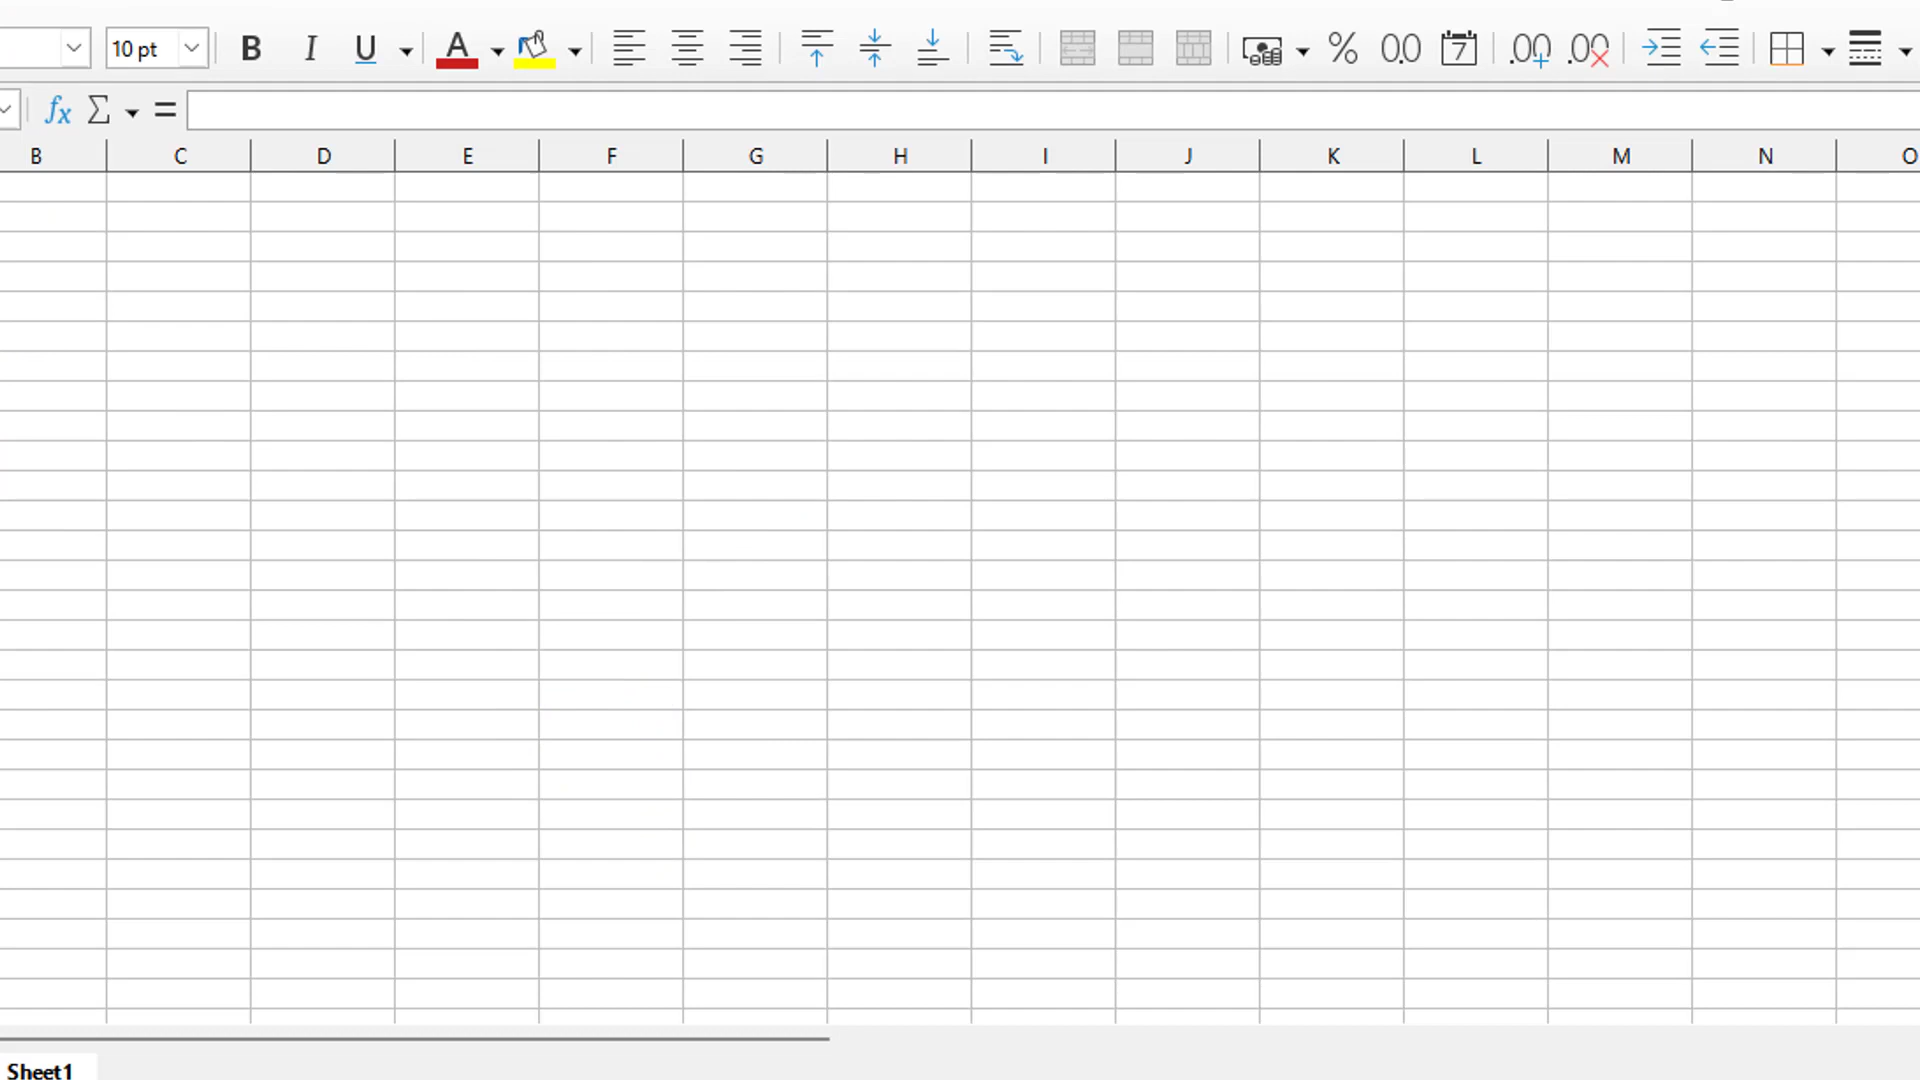 10 pt B I U A % 0.0 7 .00 .00
fx Σ =
B C D E F G H I J K L M N O
Sheet1